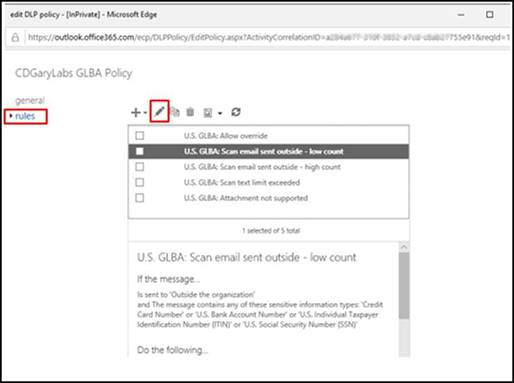 edit DLP policy - [InPrivate] - Microsoft Edge
https://outlook.office365.com/ecp/DLPPolicy/EditPolicy.aspx?ActivityCorrelationID=
CDGaryLabs GLBA Policy
general
rules
U.S. GLBA: Allow override
U.S. GLBA: Scan email sent outside - low count
U.S. GLBA: Scan email sent outside - high count
U.S. GLBA: Scan text limit exceeded
U.S. GLBA: Attachment not supported
1 selected of 5 total
U.S. GLBA: Scan email sent outside - low count
If the message...
Is sent to 'Outside the organization'
and The message contains any of these sensitive information types: 'Credit
Card Number' or 'U.S. Bank Account Number' or 'U.S. Individual Taxpayer
Identification Number (ITIN)' or 'U.S. Social Security Number (SSN)'
Do the following...